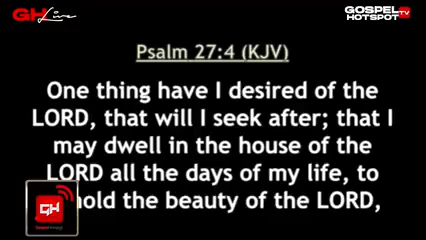 GH Live
GOSPEL
HOTSPOT TV
Psalm 27:4 (KJV)
One thing have I desired of the
LORD, that will I seek after; that I
may dwell in the house of the
LORD all the days of my life, to
hold the beauty of the LORD,
GH